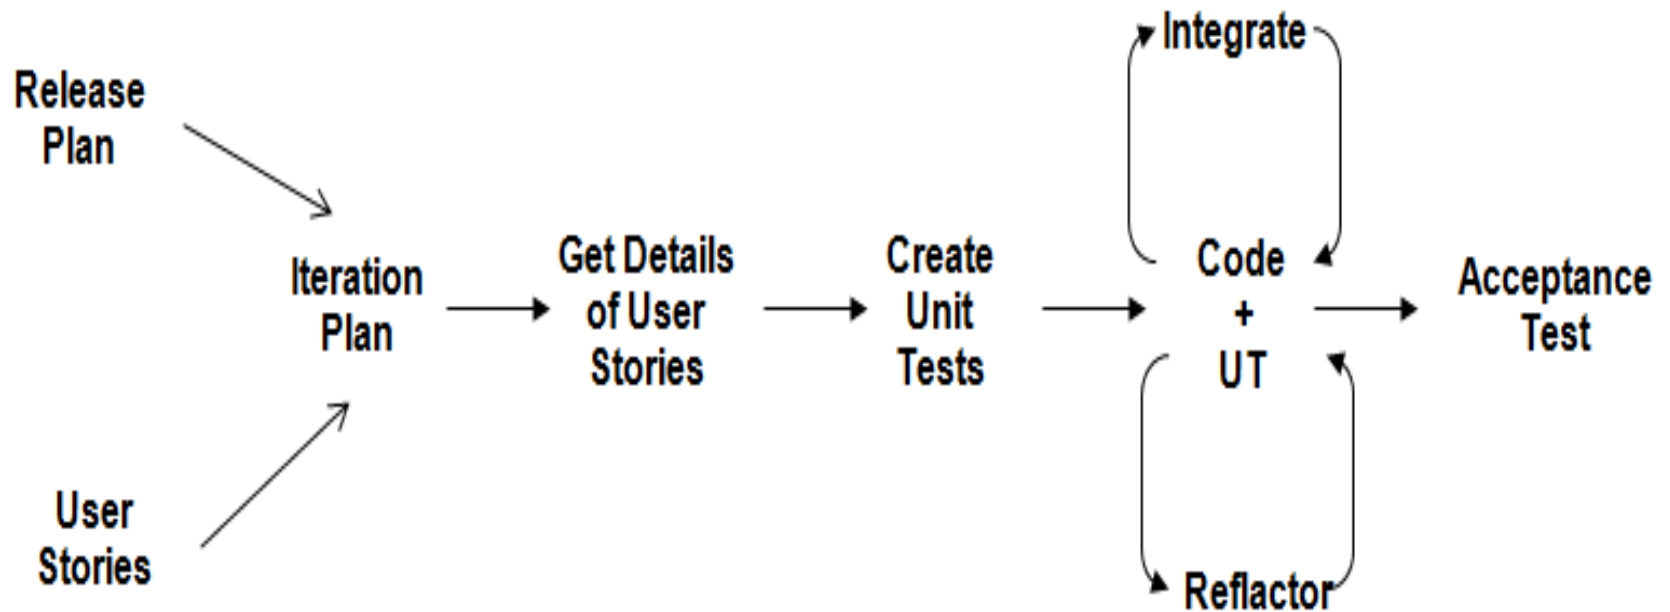 Release
Plan
User
Stories
Iteration
Plan
Get Details
of User
Stories
Create
Unit
Tests
Integrate
Code
+
UT
Reflactor
Acceptance
Test